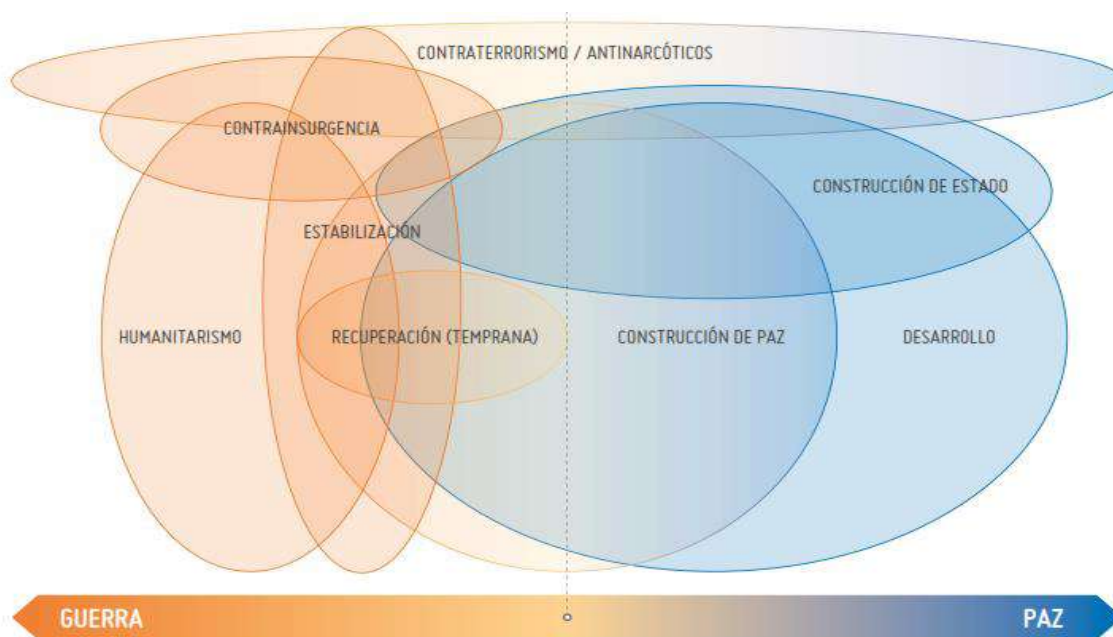 CONTRATERRORISMO / ANTINARCÓTICOS
CONTRAINSURGENCIA
CONSTRUCCIÓN DE ESTADO
ESTABILIZACIÓN
HUMANITARISMO
RECUPERACIÓN (TEMPRANA)
CONSTRUCCIÓN DE PAZ
DESARROLLO
GUERRA
PAZ